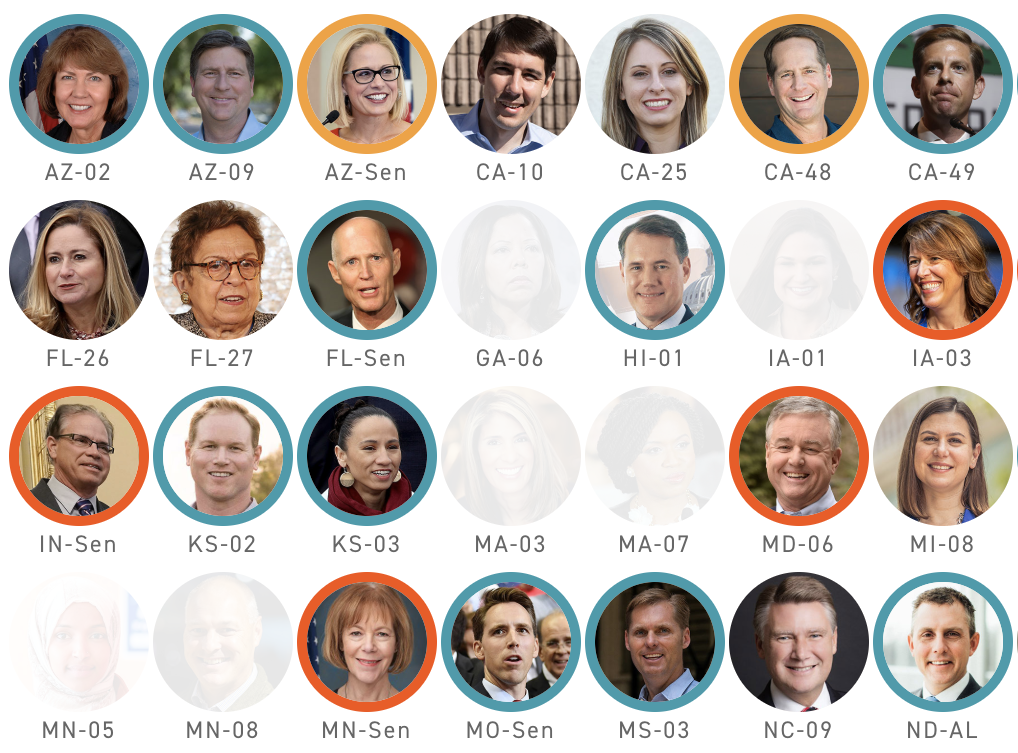 AZ-02 AZ-09 AZ-Sen CA-10 CA-25 CA-48 CA-49
FL-26 FL-27 FL-Sen GA-06 HI-01 IA-01 IA-03
IN-Sen KS-02 KS-03 MA-03 MA-07 MD-06 MI-08
MN-05 MN-08 MN-Sen MO-Sen MS-03 NC-09 ND-AL